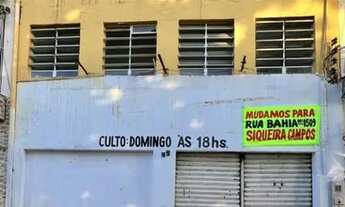 MUDAMOS PARA
RUA BAHIA Nº 1509
SIQUEIRA CAMPOS
CULTO: DOMINGO ÀS 18hs.